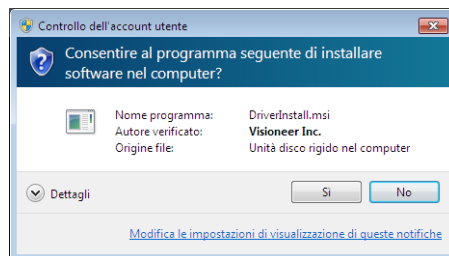 Controllo dell'account utente
Consentire al programma seguente di installare
software nel computer?
Nome programma: DriverInstall.msi
Autore verificato: Visioneer Inc.
Origine file: Unità disco rigido nel computer
Dettagli Sì No
Modifica le impostazioni di visualizzazione di queste notifiche